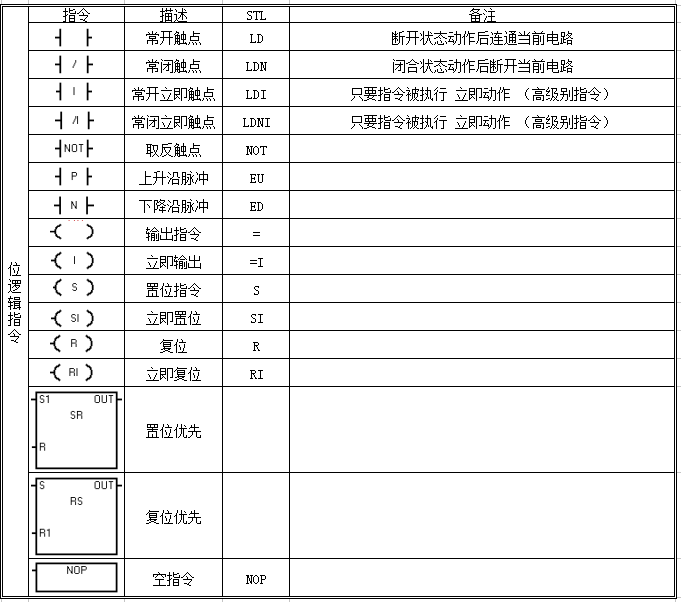 指令 描述 STL 备注
位逻辑指令
常开触点 LD 断开状态动作后连通当前电路
/ 常闭触点 LDN 闭合状态动作后断开当前电路
I 常开立即触点 LDI 只要指令被执行 立即动作 （高级别指令）
/I 常闭立即触点 LDNI 只要指令被执行 立即动作 （高级别指令）
NOT 取反触点 NOT
P 上升沿脉冲 EU
N 下降沿脉冲 ED
( ) 输出指令 =
( I ) 立即输出 =I
( S ) 置位指令 S
( SI ) 立即置位 SI
( R ) 复位 R
( RI ) 立即复位 RI
S1 OUT
SR
置位优先
R
S OUT
RS
复位优先
R1
NOP 空指令 NOP